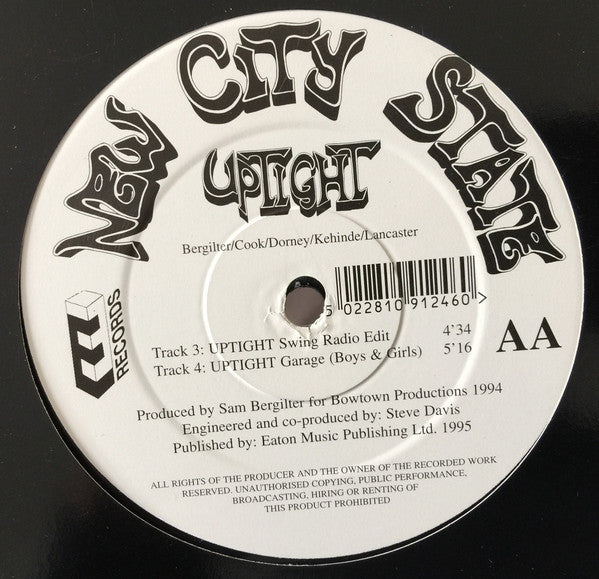 NEW CITY STATE
UPTIGHT
Bergilter/Cook/Dorney/Kehinde/Lancaster
5 022810 912460 >
RECORDS
Track 3: UPTIGHT Swing Radio Edit 4'34
Track 4: UPTIGHT Garage (Boys & Girls) 5'16
AA
Produced by Sam Bergilter for Bowtown Productions 1994
Engineered and co-produced by: Steve Davis
Published by: Eaton Music Publishing Ltd. 1995
ALL RIGHTS OF THE PRODUCER AND THE OWNER OF THE RECORDED WORK
RESERVED. UNAUTHORISED COPYING, PUBLIC PERFORMANCE,
BROADCASTING, HIRING OR RENTING OF
THIS PRODUCT PROHIBITED